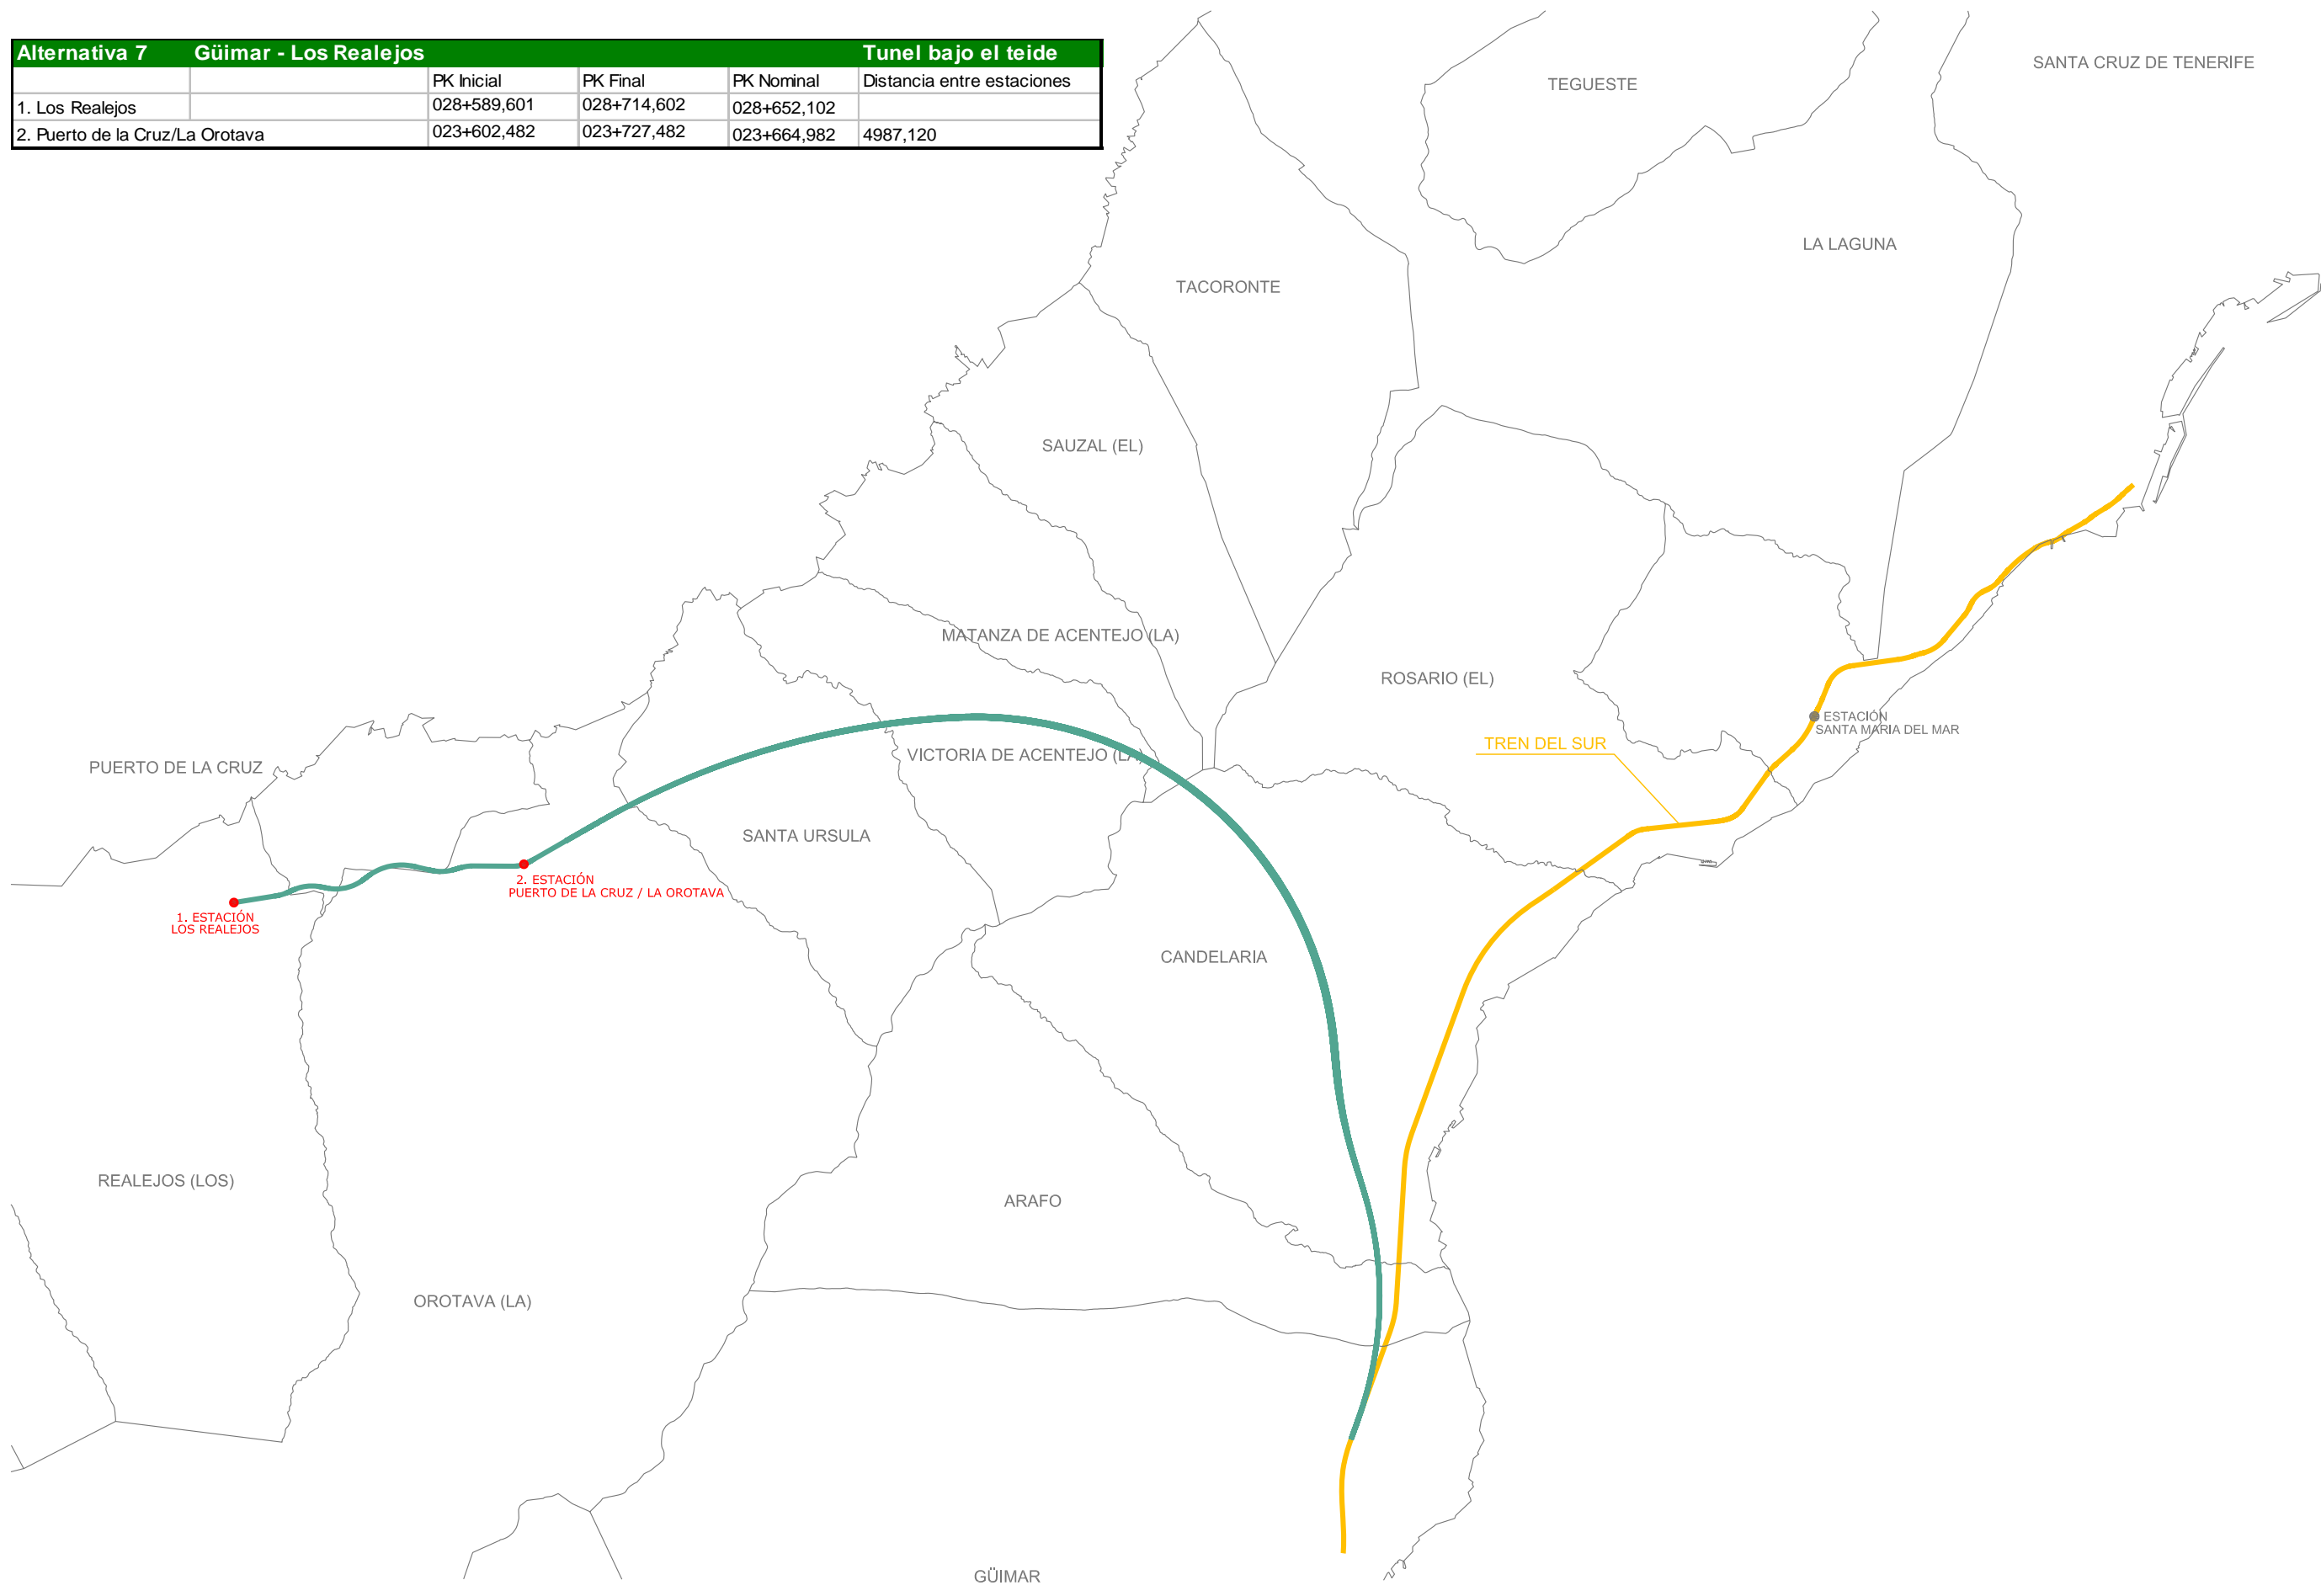 Alternativa 7 Güimar - Los Realejos Tunel bajo el teide
PK Inicial PK Final PK Nominal Distancia entre estaciones
1. Los Realejos 028+589,601 028+714,602 028+652,102
2. Puerto de la Cruz/La Orotava 023+602,482 023+727,482 023+664,982 4987,120
SANTA CRUZ DE TENERIFE
TEGUESTE
LA LAGUNA
TACORONTE
SAUZAL (EL)
MATANZA DE ACENTEJO (LA)
ROSARIO (EL)
ESTACIÓN
SANTA MARIA DEL MAR
TREN DEL SUR
VICTORIA DE ACENTEJO (LA)
PUERTO DE LA CRUZ
SANTA URSULA
2. ESTACIÓN
PUERTO DE LA CRUZ / LA OROTAVA
1. ESTACIÓN
LOS REALEJOS
CANDELARIA
REALEJOS (LOS)
ARAFO
OROTAVA (LA)
GÜIMAR